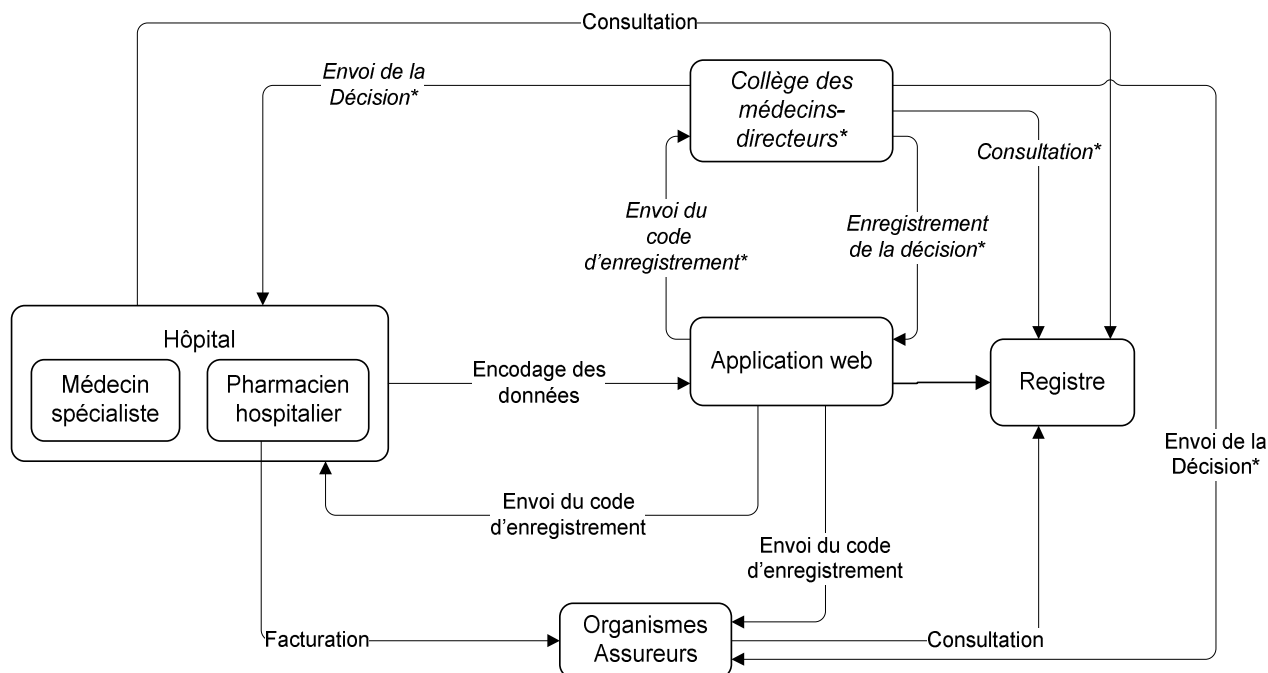 Consultation
Envoi de la
Décision*
Collège des
médecins-
directeurs*
Consultation*
Envoi du
code
d'enregistrement*
Enregistrement
de la décision*
Hôpital
Médecin
spécialiste
Pharmacien
hospitalier
Encodage des
données
Application web
Registre
Envoi de la
Décision*
Envoi du code
d'enregistrement
Envoi du code
d'enregistrement
Facturation
Organismes
Assureurs
Consultation